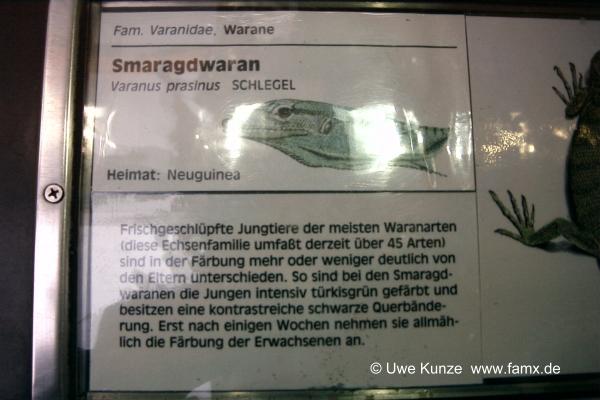 Fam. Varanidae, Warane
Smaragdwaran
Varanus prasinus SCHLEGEL
Heimat: Neuguinea
Frischgeschlüpfte Jungtiere der meisten Waranarten
(diese Echsenfamilie umfaßt derzeit über 45 Arten)
sind in der Färbung mehr oder weniger deutlich von
den Eltern unterschieden. So sind bei den Smaragd-
waranen die Jungen intensiv türkisgrün gefärbt und
besitzen eine kontrastreiche schwarze Querbände-
rung. Erst nach einigen Wochen nehmen sie allmäh-
lich die Färbung der Erwachsenen an.
© Uwe Kunze www.famx.de